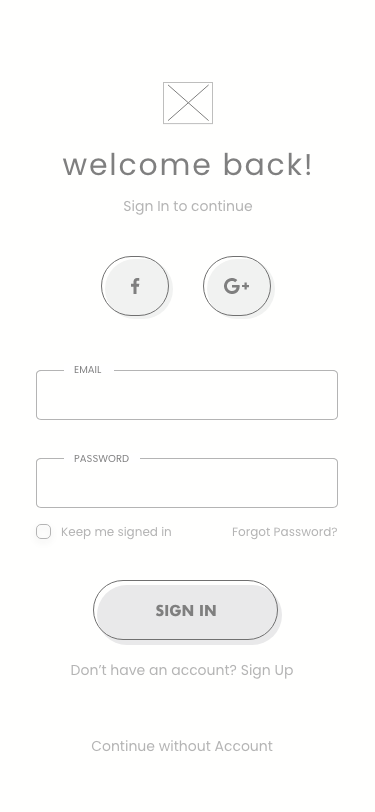 welcome back!
Sign In to continue
f
G+
EMAIL
PASSWORD
Keep me signed in
Forgot Password?
SIGN IN
Don't have an account? Sign Up
Continue without Account